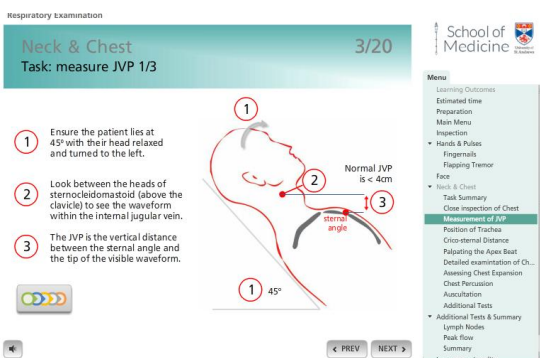 Respiratory Examination
Neck & Chest
3/20
Task: measure JVP 1/3
1
Ensure the patient lies at
45º with their head relaxed
and turned to the left.
2
Look between the heads of
sternocleidomastoid (above the
clavicle) to see the waveform
within the internal jugular vein.
3
The JVP is the vertical distance
between the sternal angle and
the tip of the visible waveform.
1
2
Normal JVP
is < 4cm
3
sternal
angle
1
45º
PREV
NEXT
School of
Medicine
Menu
Learning Outcomes
Estimated time
Preparation
Main Menu
Inspection
Hands & Pulses
Fingernails
Flapping Tremor
Face
Neck & Chest
Task Summary
Close inspection of Chest
Measurement of JVP
Position of Trachea
Crico-sternal Distance
Palpating the Apex Beat
Detailed examintation of Ch...
Assessing Chest Expansion
Chest Percussion
Auscultation
Additional Tests
Additional Tests & Summary
Lymph Nodes
Peak flow
Summary